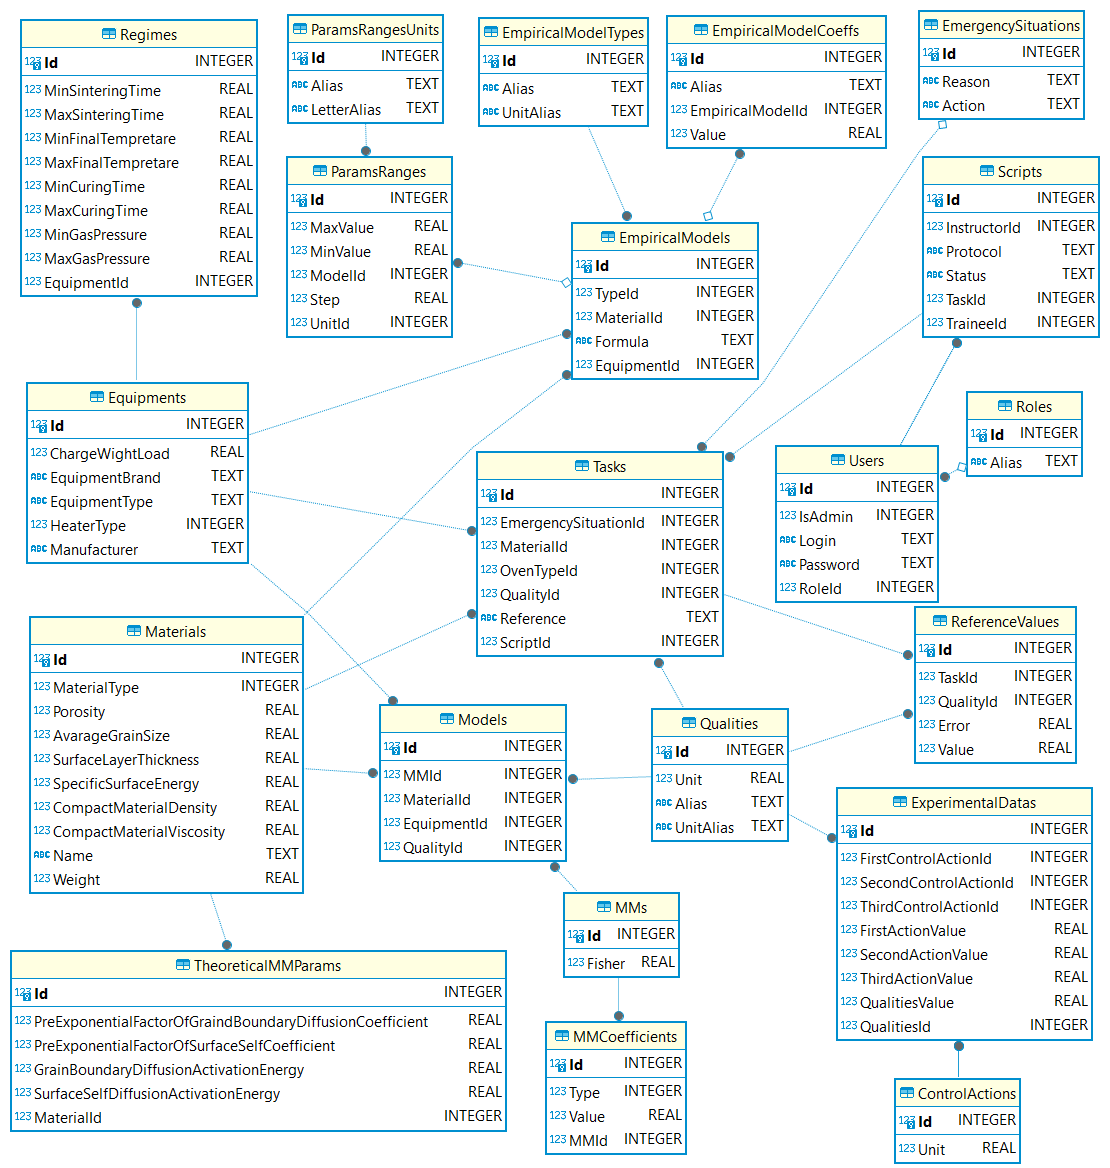 Regimes
Id INTEGER
MinSinteringTime REAL
MaxSinteringTime REAL
MinFinalTempretare REAL
MaxFinalTempretare REAL
MinCuringTime REAL
MaxCuringTime REAL
MinGasPressure REAL
MaxGasPressure REAL
EquipmentId INTEGER
ParamsRangesUnits
Id INTEGER
Alias TEXT
LetterAlias TEXT
EmpiricalModelTypes
Id INTEGER
Alias TEXT
UnitAlias TEXT
EmpiricalModelCoeffs
Id INTEGER
Alias TEXT
EmpiricalModelId INTEGER
Value REAL
EmergencySituations
Id INTEGER
Reason TEXT
Action TEXT
ParamsRanges
Id INTEGER
MaxValue REAL
MinValue REAL
ModelId INTEGER
Step REAL
UnitId INTEGER
EmpiricalModels
Id INTEGER
TypeId INTEGER
MaterialId INTEGER
Formula TEXT
EquipmentId INTEGER
Scripts
Id INTEGER
InstructorId INTEGER
Protocol TEXT
Status TEXT
TaskId INTEGER
TraineeId INTEGER
Equipments
Id INTEGER
ChargeWightLoad REAL
EquipmentBrand TEXT
EquipmentType TEXT
HeaterType INTEGER
Manufacturer TEXT
Tasks
Id INTEGER
EmergencySituationId INTEGER
MaterialId INTEGER
OvenTypeId INTEGER
QualityId INTEGER
Reference TEXT
ScriptId INTEGER
Users
Id INTEGER
IsAdmin INTEGER
Login TEXT
Password TEXT
RoleId INTEGER
Roles
Id INTEGER
Alias TEXT
Materials
Id INTEGER
MaterialType INTEGER
Porosity REAL
AvarageGrainSize REAL
SurfaceLayerThickness REAL
SpecificSurfaceEnergy REAL
CompactMaterialDensity REAL
CompactMaterialViscosity REAL
Name TEXT
Weight REAL
Models
Id INTEGER
MMId INTEGER
MaterialId INTEGER
EquipmentId INTEGER
QualityId INTEGER
Qualities
Id INTEGER
Unit REAL
Alias TEXT
UnitAlias TEXT
ReferenceValues
Id INTEGER
TaskId INTEGER
QualityId INTEGER
Error REAL
Value REAL
ExperimentalDatas
Id INTEGER
FirstControlActionId INTEGER
SecondControlActionId INTEGER
ThirdControlActionId INTEGER
FirstActionValue REAL
SecondActionValue REAL
ThirdActionValue REAL
QualitiesValue REAL
QualitiesId INTEGER
MMs
Id INTEGER
Fisher REAL
TheoreticalMMParams
Id INTEGER
PreExponentialFactorOfGraindBoundaryDiffusionCoefficient REAL
PreExponentialFactorOfSurfaceSelfCoefficient REAL
GrainBoundaryDiffusionActivationEnergy REAL
SurfaceSelfDiffusionActivationEnergy REAL
MaterialId INTEGER
MMCoefficients
Id INTEGER
Type INTEGER
Value REAL
MMId INTEGER
ControlActions
Id INTEGER
Unit REAL